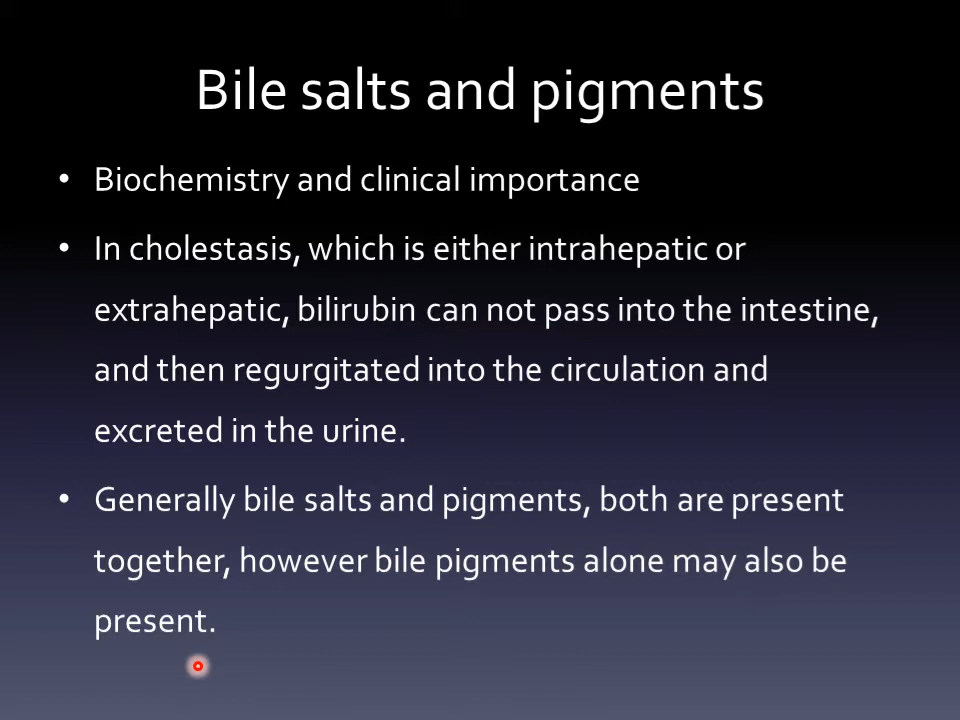 Bile salts and pigments
• Biochemistry and clinical importance
• In cholestasis, which is either intrahepatic or
extrahepatic, bilirubin can not pass into the intestine,
and then regurgitated into the circulation and
excreted in the urine.
• Generally bile salts and pigments, both are present
together, however bile pigments alone may also be
present.